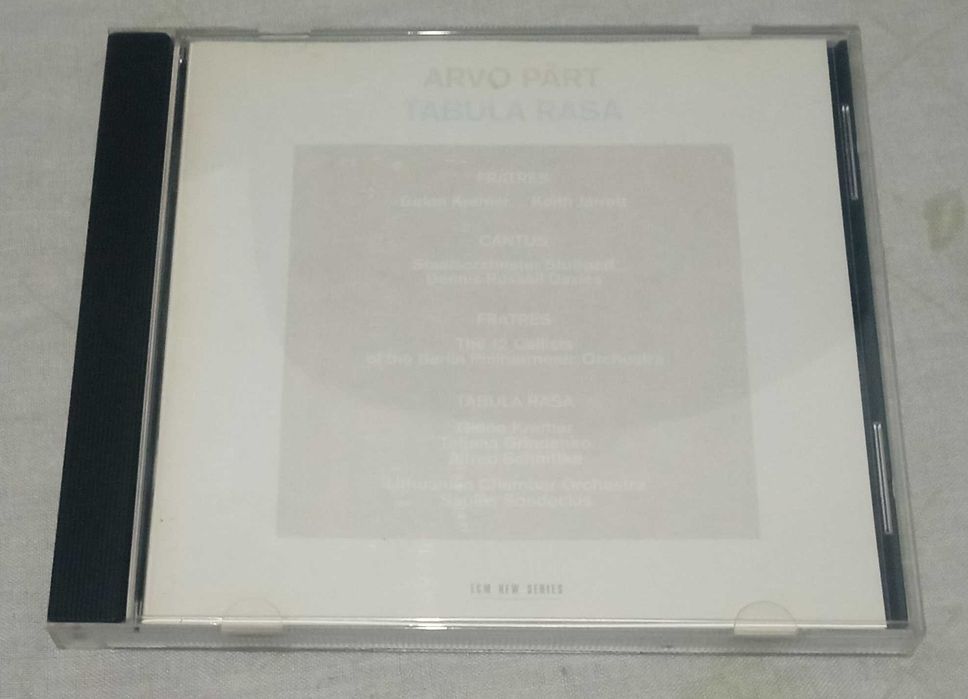 ARVO PÄRT
TABULA RASA
FRATRES
Gidon Kremer Keith Jarrett
CANTUS
Staatsorchester Stuttgart
Dennis Russell Davies
FRATRES
The 12 Cellists
of the Berlin Philharmonic Orchestra
TABULA RASA
Gidon Kremer
Tatjana Grindenko
Alfred Schnittke
Lithuanian Chamber Orchestra
Saulius Sondeckis
ECM NEW SERIES